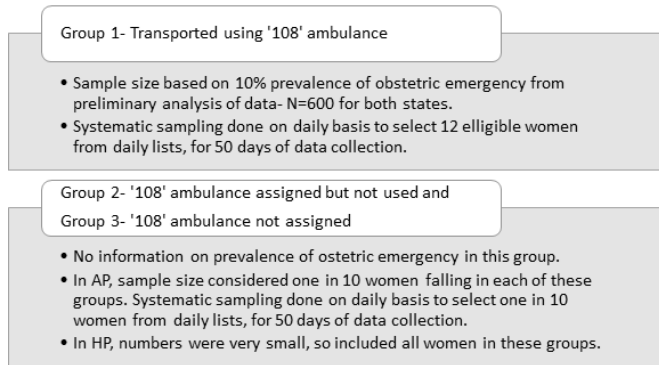 Group 1- Transported using '108' ambulance
• Sample size based on 10% prevalence of obstetric emergency from
preliminary analysis of data- N=600 for both states.
• Systematic sampling done on daily basis to select 12 elligible women
from daily lists, for 50 days of data collection.
Group 2- '108' ambulance assigned but not used and
Group 3- '108' ambulance not assigned
• No information on prevalence of ostetric emergency in this group.
• In AP, sample size considered one in 10 women falling in each of these
groups. Systematic sampling done on daily basis to select one in 10
women from daily lists, for 50 days of data collection.
• In HP, numbers were very small, so included all women in these groups.